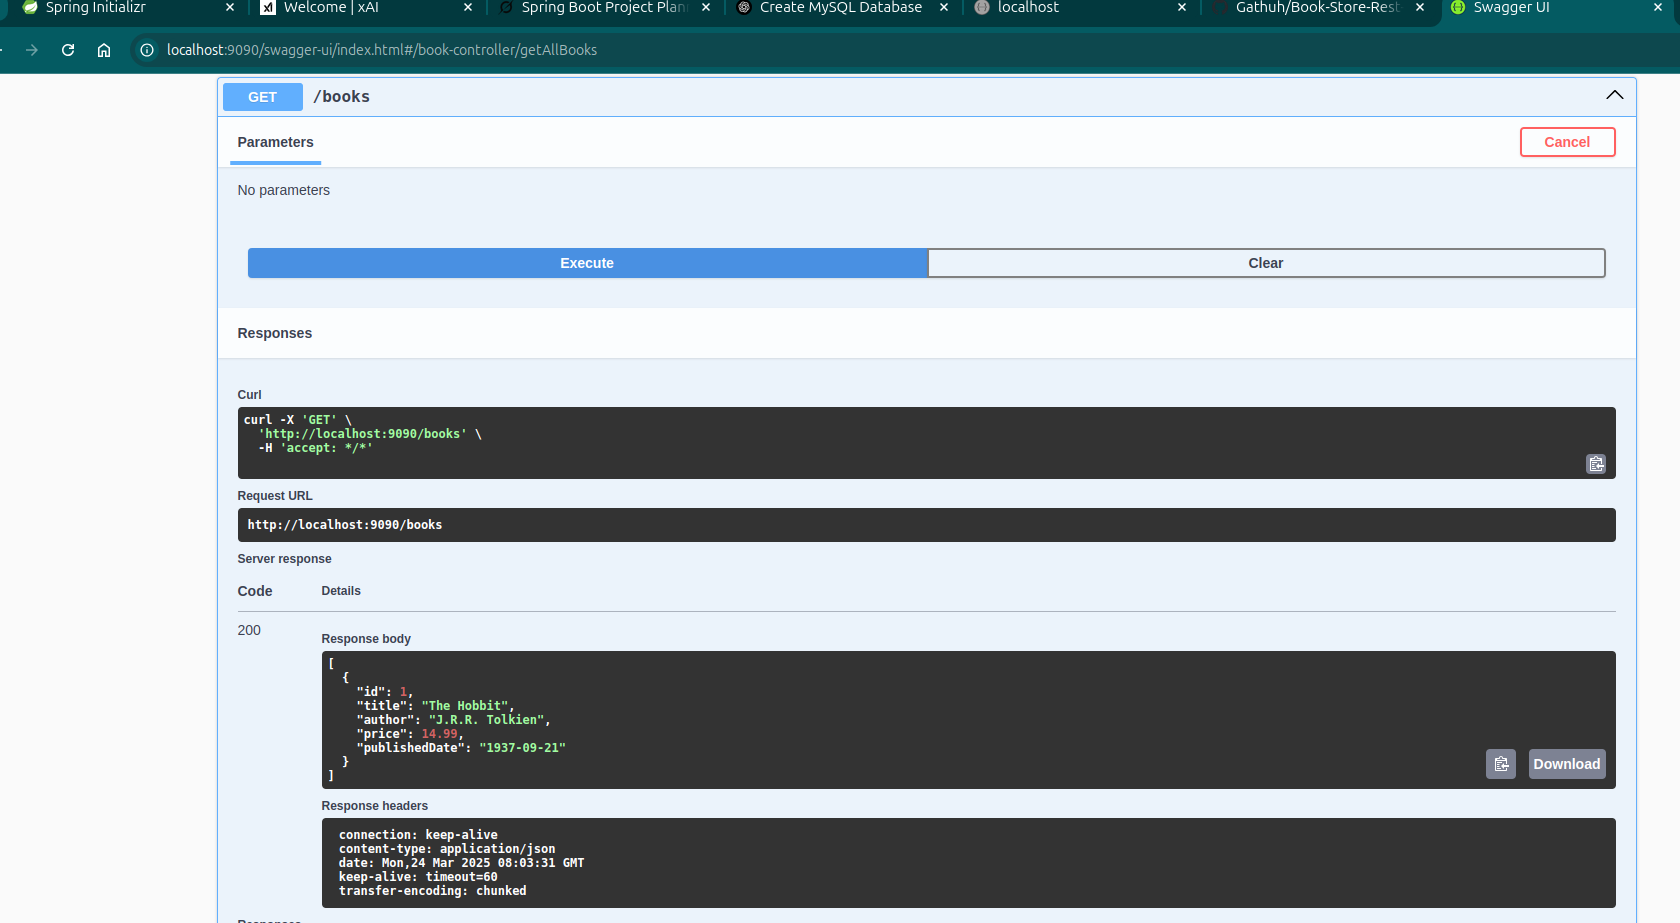 Spring Initializr
Welcome | xAI
Spring Boot Project Plan
Create MySQL Database
localhost
Gathuh/Book-Store-Rest
Swagger UI
localhost:9090/swagger-ui/index.html#/book-controller/getAllBooks
GET /books
Parameters
Cancel
No parameters
Execute
Clear
Responses
Curl
curl -X 'GET' \
  'http://localhost:9090/books' \
  -H 'accept: */*'
Request URL
http://localhost:9090/books
Server response
Code Details
200
Response body
[
  {
    "id": 1,
    "title": "The Hobbit",
    "author": "J.R.R. Tolkien",
    "price": 14.99,
    "publishedDate": "1937-09-21"
  }
]
Download
Response headers
connection: keep-alive
content-type: application/json
date: Mon,24 Mar 2025 08:03:31 GMT
keep-alive: timeout=60
transfer-encoding: chunked
Responses